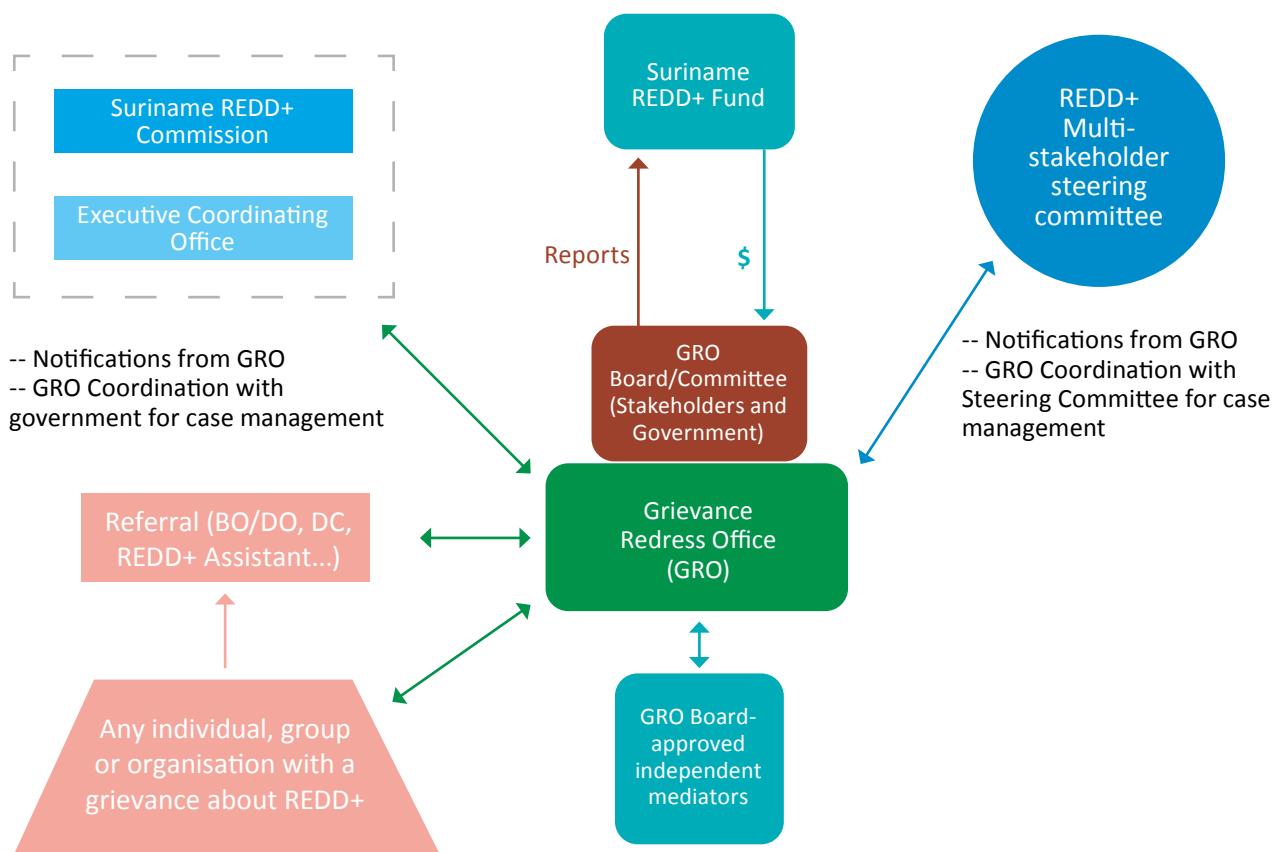 Suriname REDD+
Commission
Executive Coordinating
Office
-- Notifications from GRO
-- GRO Coordination with
government for case management
Suriname
REDD+ Fund
Reports
$
GRO
Board/Committee
(Stakeholders and
Government)
REDD+
Multi-
stakeholder
steering
committee
-- Notifications from GRO
-- GRO Coordination with
Steering Committee for case
management
Referral (BO/DO, DC,
REDD+ Assistant...)
Grievance
Redress Office
(GRO)
Any individual, group
or organisation with a
grievance about REDD+
GRO Board-
approved
independent
mediators